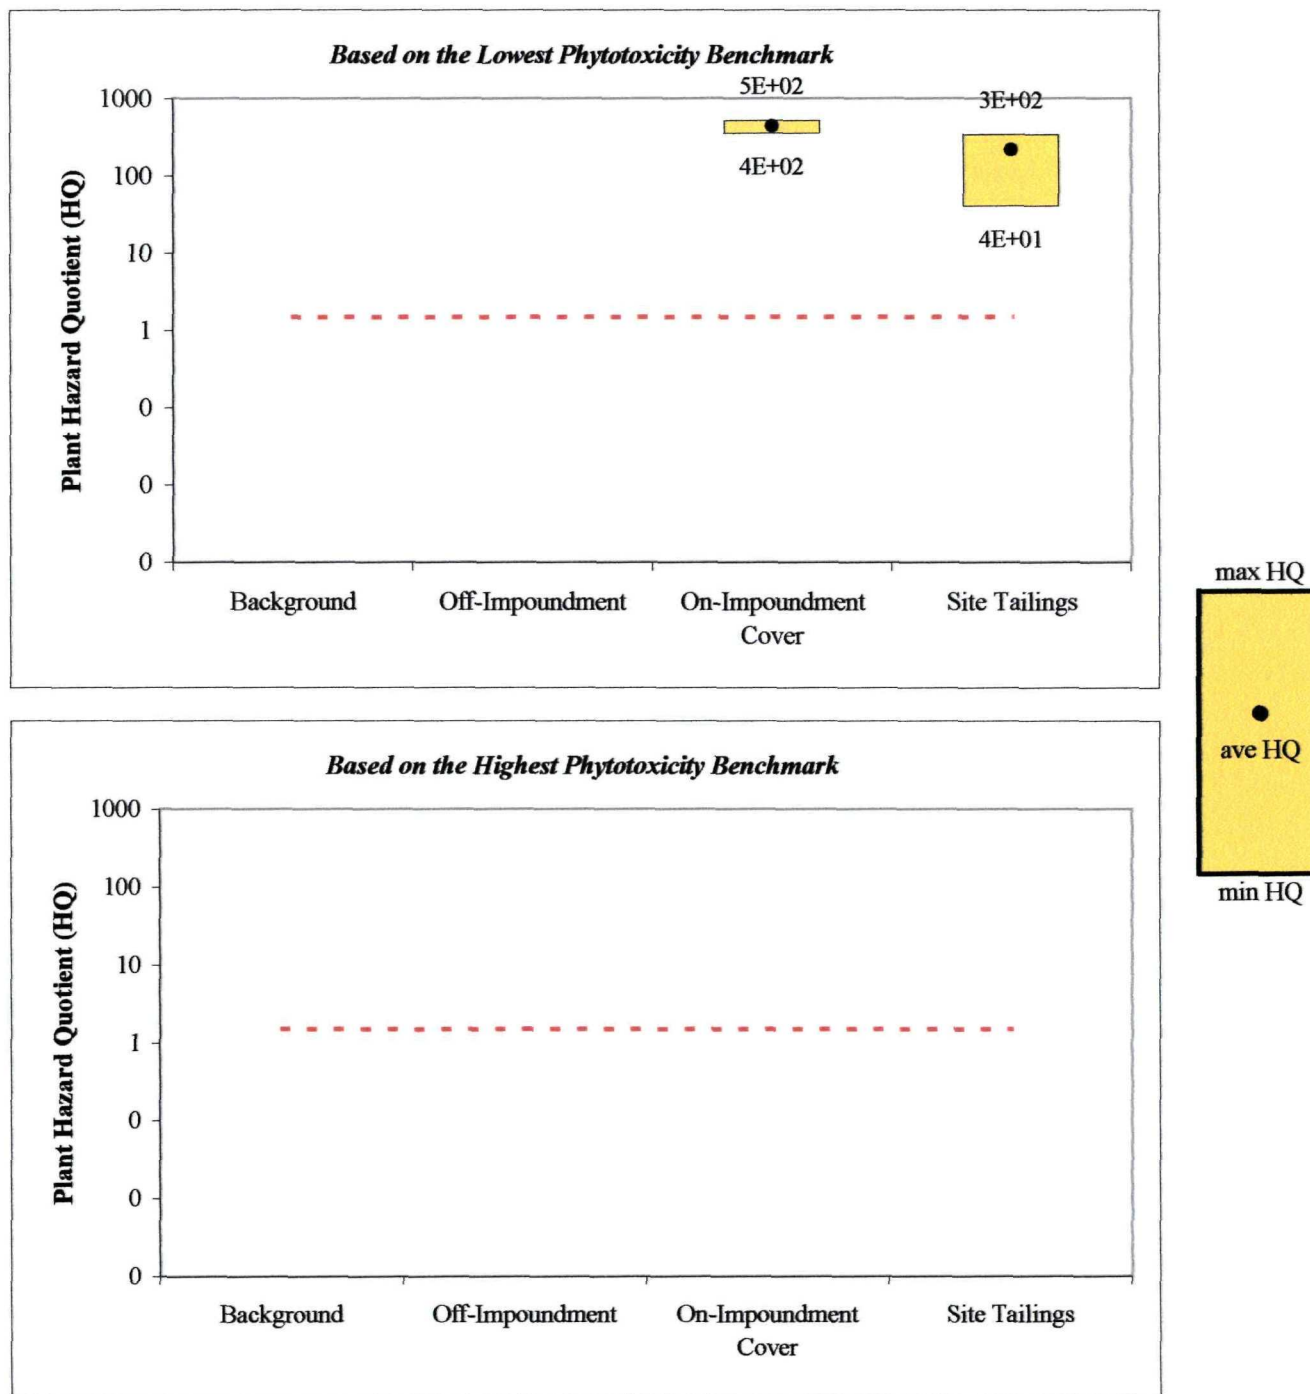 Based on the Lowest Phytotoxicity Benchmark
Plant Hazard Quotient (HQ)
1000
100
10
1
0
0
0
5E+02
4E+02
3E+02
4E+01
Background
Off-Impoundment
On-Impoundment
Cover
Site Tailings
max HQ
ave HQ
min HQ
Based on the Highest Phytotoxicity Benchmark
Plant Hazard Quotient (HQ)
1000
100
10
1
0
0
0
Background
Off-Impoundment
On-Impoundment
Cover
Site Tailings